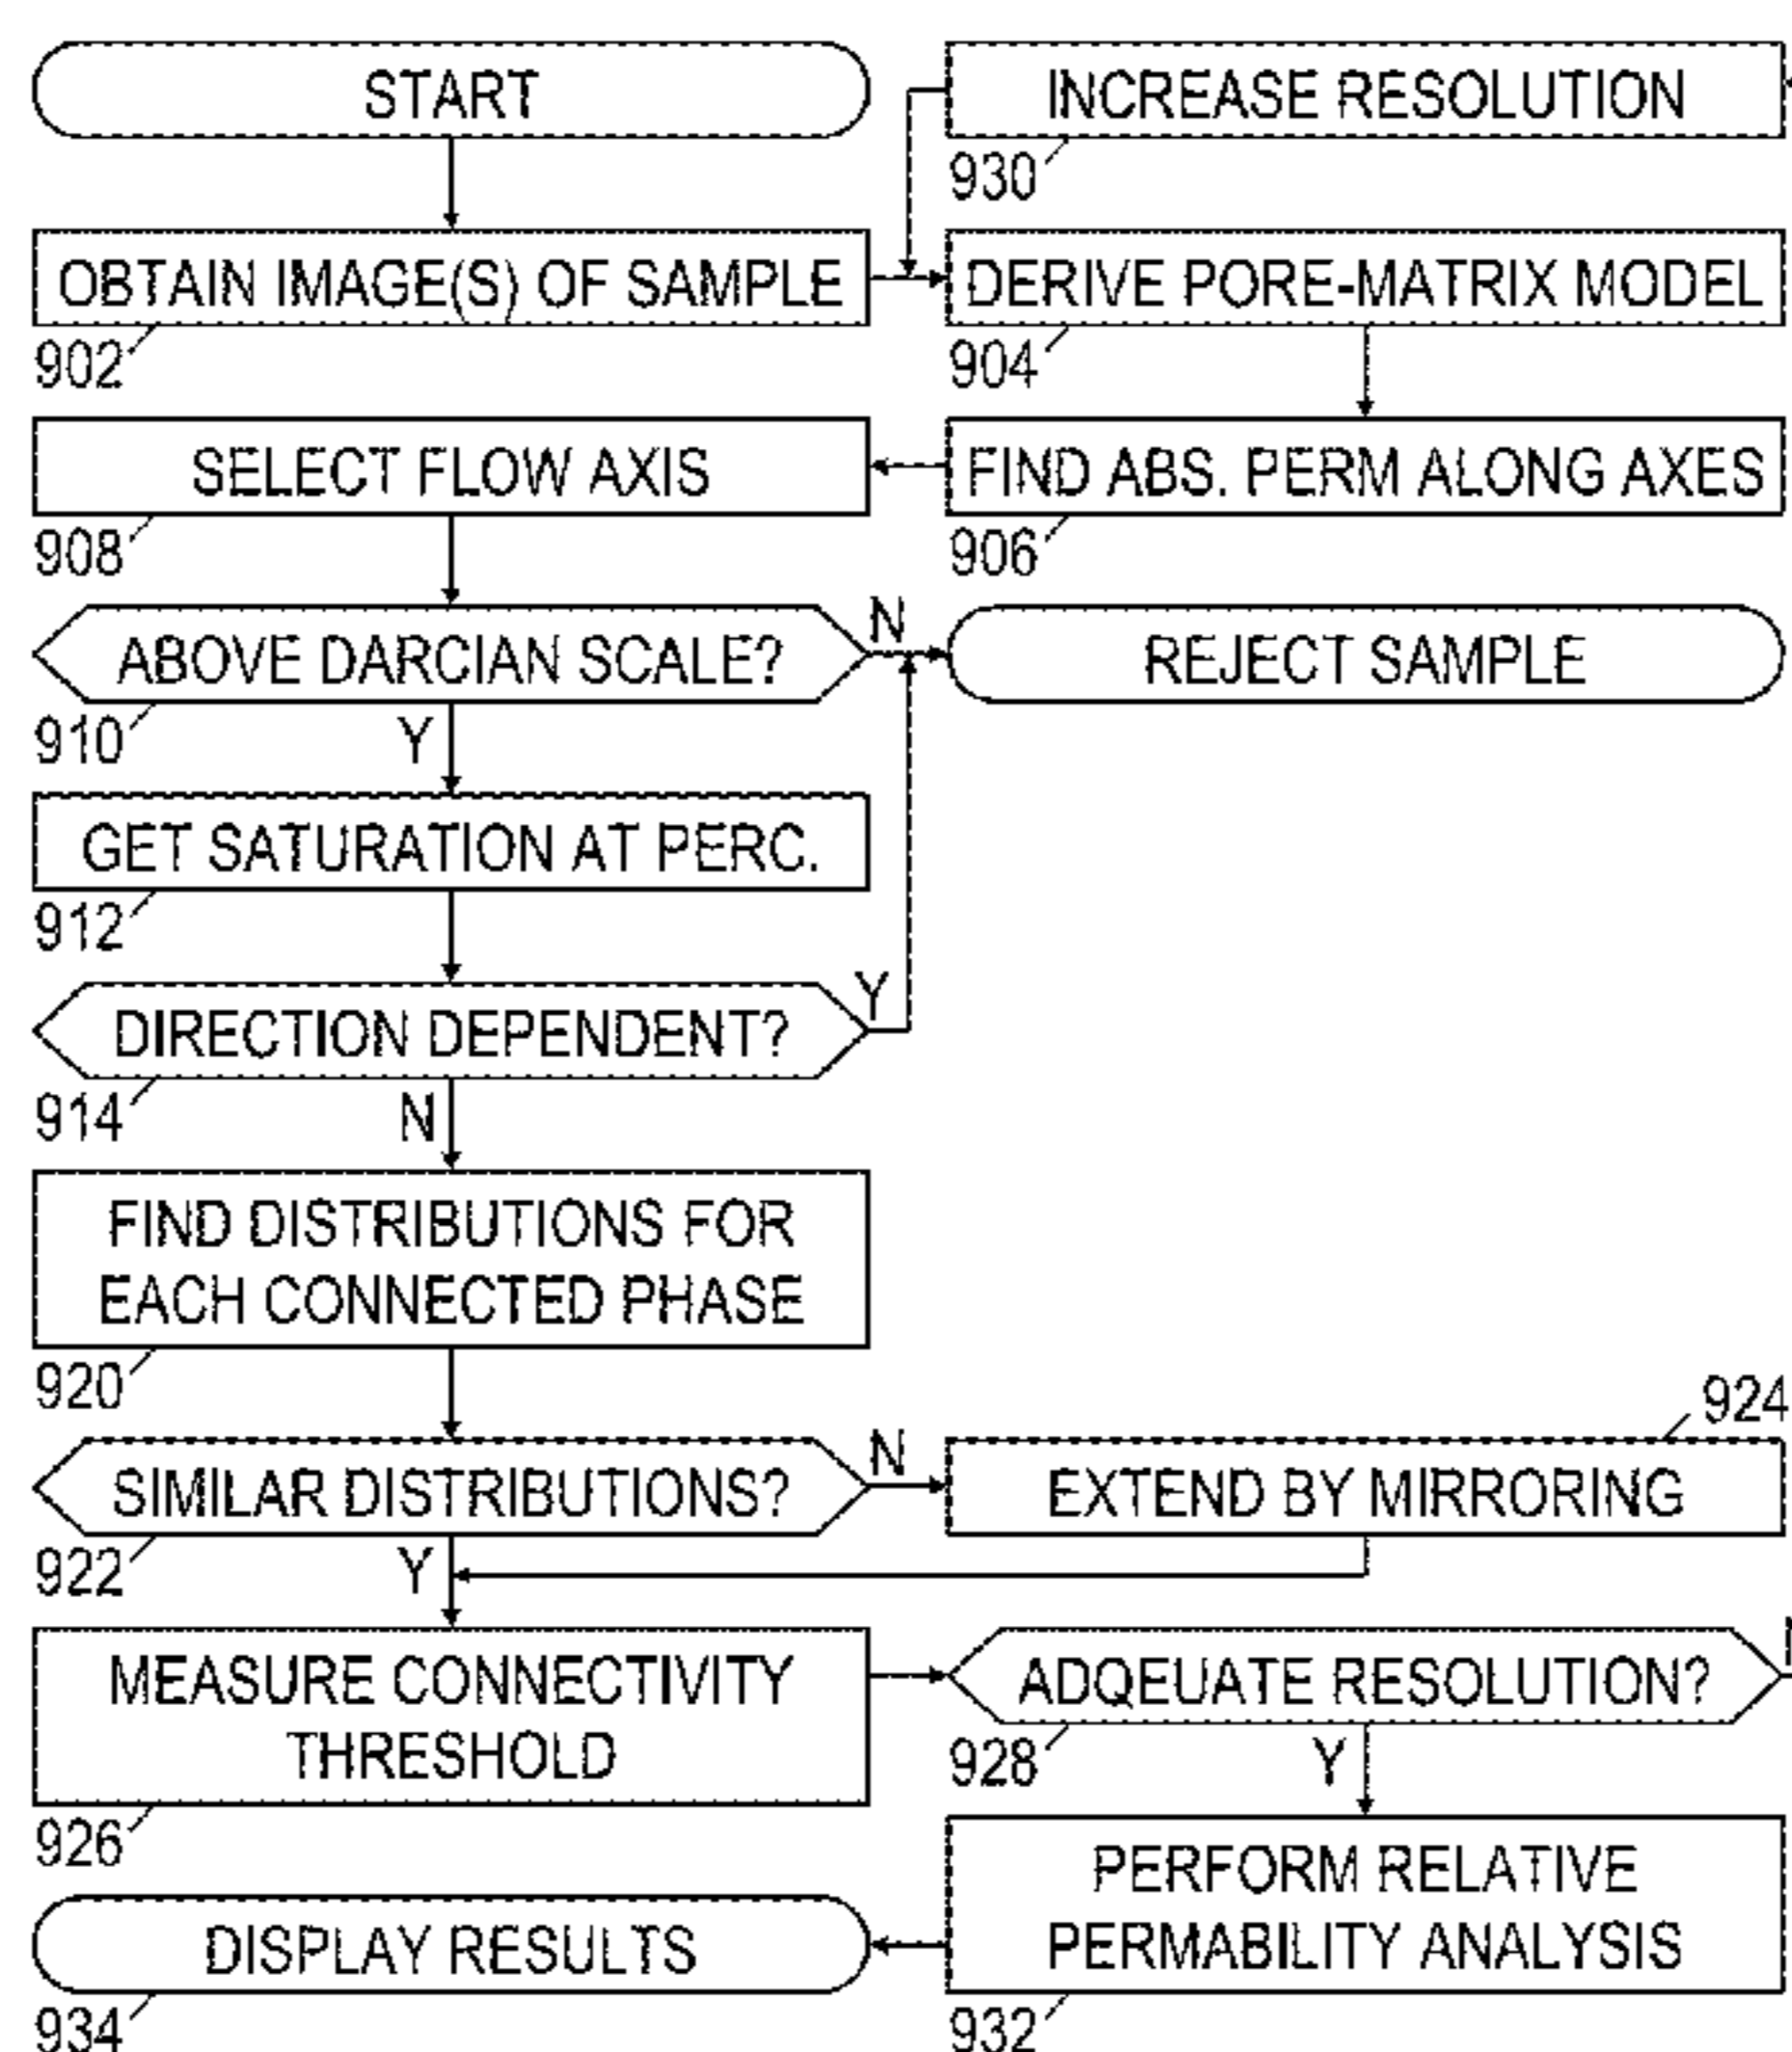 START
INCREASE RESOLUTION
930
OBTAIN IMAGE(S) OF SAMPLE
902
DERIVE PORE-MATRIX MODEL
904
SELECT FLOW AXIS
908
FIND ABS. PERM ALONG AXES
906
ABOVE DARCIAN SCALE?
N
910
Y
REJECT SAMPLE
GET SATURATION AT PERC.
912
DIRECTION DEPENDENT?
Y
914
N
FIND DISTRIBUTIONS FOR
EACH CONNECTED PHASE
920
SIMILAR DISTRIBUTIONS?
N
922
Y
924
EXTEND BY MIRRORING
MEASURE CONNECTIVITY
THRESHOLD
926
ADQEUATE RESOLUTION?
928
Y
PERFORM RELATIVE
PERMABILITY ANALYSIS
932
DISPLAY RESULTS
934